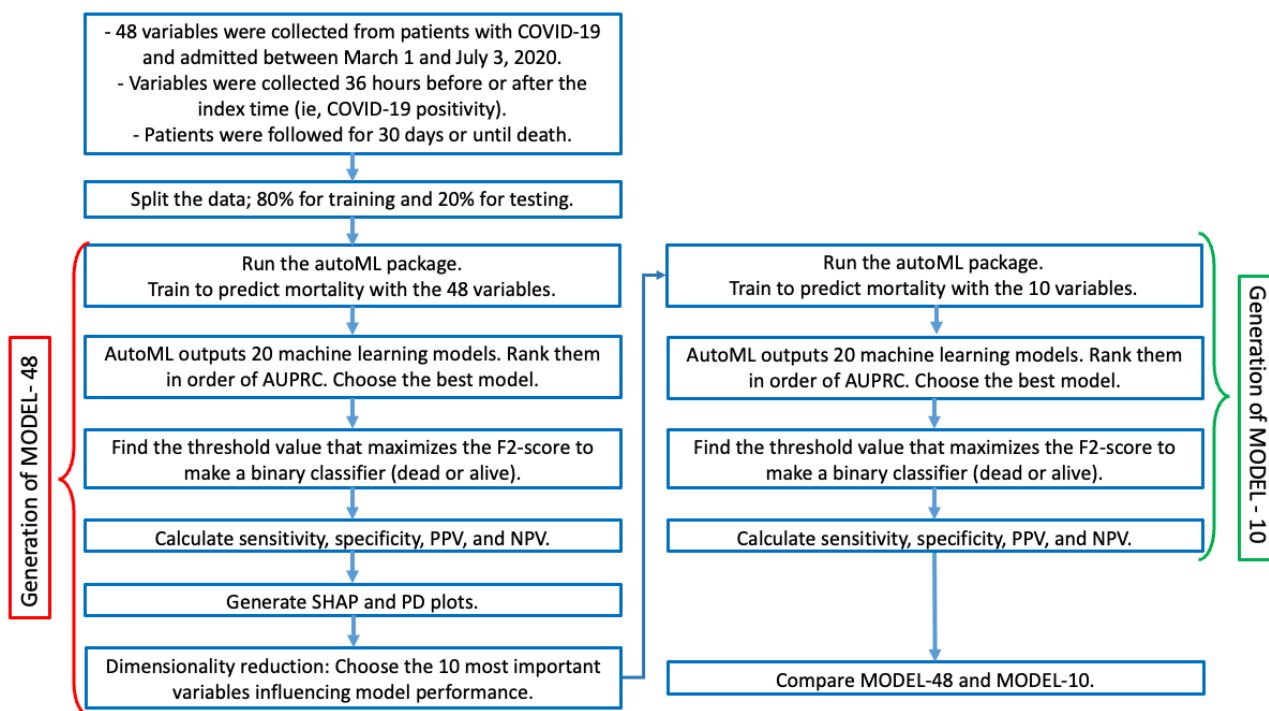 - 48 variables were collected from patients with COVID-19
and admitted between March 1 and July 3, 2020.
- Variables were collected 36 hours before or after the
index time (ie, COVID-19 positivity).
- Patients were followed for 30 days or until death.
Split the data; 80% for training and 20% for testing.
Generation of MODEL- 48
Run the autoML package.
Train to predict mortality with the 48 variables.
AutoML outputs 20 machine learning models. Rank them
in order of AUPRC. Choose the best model.
Find the threshold value that maximizes the F2-score to
make a binary classifier (dead or alive).
Calculate sensitivity, specificity, PPV, and NPV.
Generate SHAP and PD plots.
Dimensionality reduction: Choose the 10 most important
variables influencing model performance.
Run the autoML package.
Train to predict mortality with the 10 variables.
AutoML outputs 20 machine learning models. Rank them
in order of AUPRC. Choose the best model.
Find the threshold value that maximizes the F2-score to
make a binary classifier (dead or alive).
Calculate sensitivity, specificity, PPV, and NPV.
Generation of MODEL - 10
Compare MODEL-48 and MODEL-10.